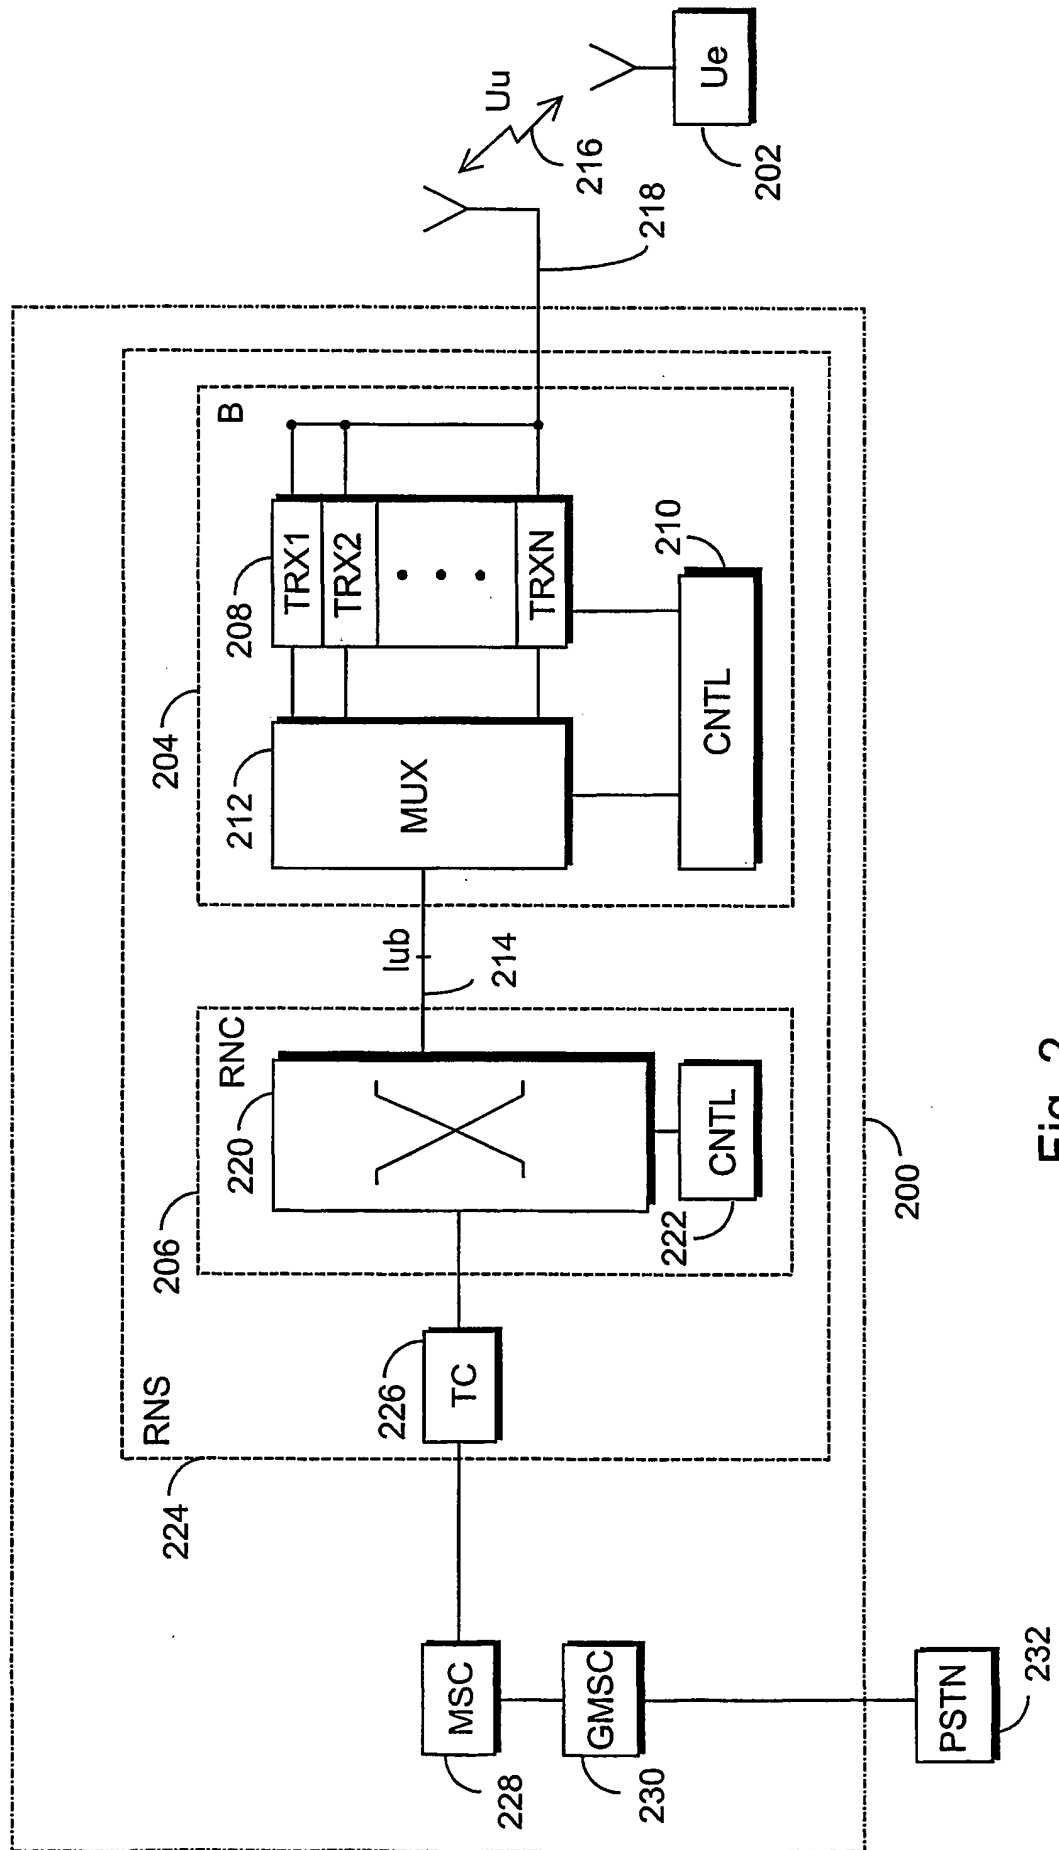 200
RNS
224
206
RNC
220
222
CNTL
TC
226
MSC
228
GMSC
230
PSTN
232
Iub
214
204
B
212
MUX
208
TRX1
TRX2
TRXN
210
CNTL
218
Uu
216
Ue
202
Fig. 2